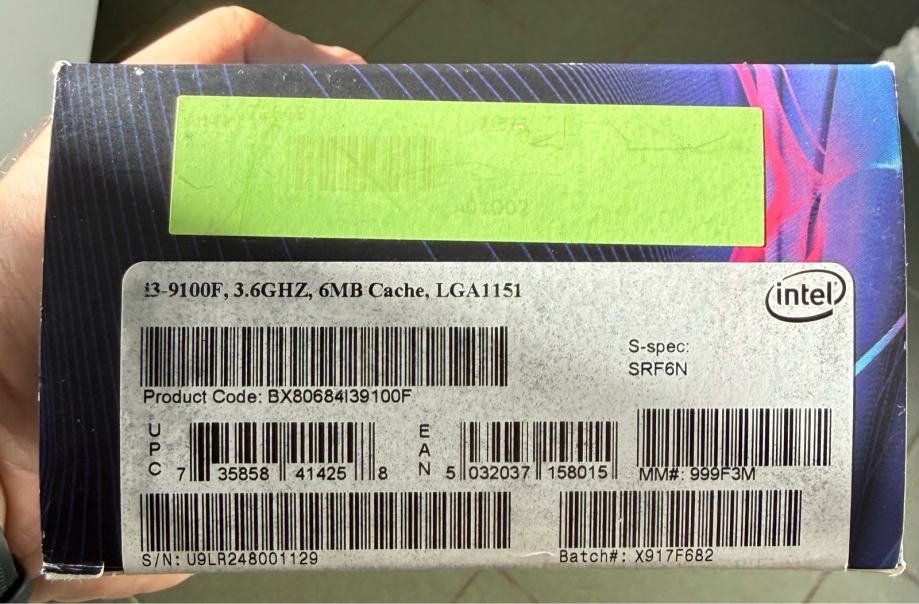 i3-9100F, 3.6GHZ, 6MB Cache, LGA1151
intel
S-spec:
SRF6N
Product Code: BX80684I39100F
UPC 7 35858 41425 8
EAN 5 032037 158015
MM#: 999F3M
S/N: U9LR248001129
Batch#: X917F682